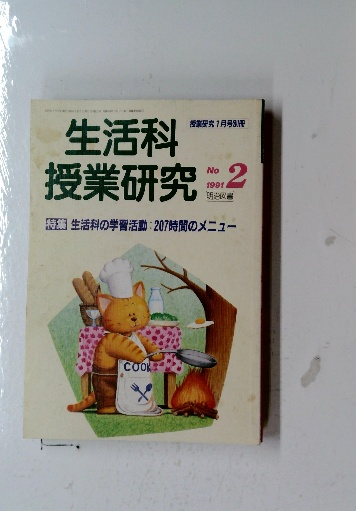 授業研究1月号別冊
生活科
授業研究
No 2
1991
明治図書
特集 生活科の学習活動:207時間のメニュー
COOK